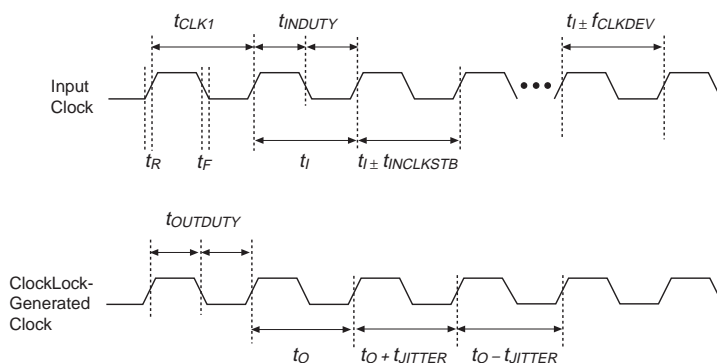 tCLK1 tINDUTY tI ± fCLKDEV
Input
Clock
tR tF tI tI ± tINCLKSTB
tOUTDUTY
ClockLock-
Generated
Clock
tO tO + tJITTER tO – tJITTER